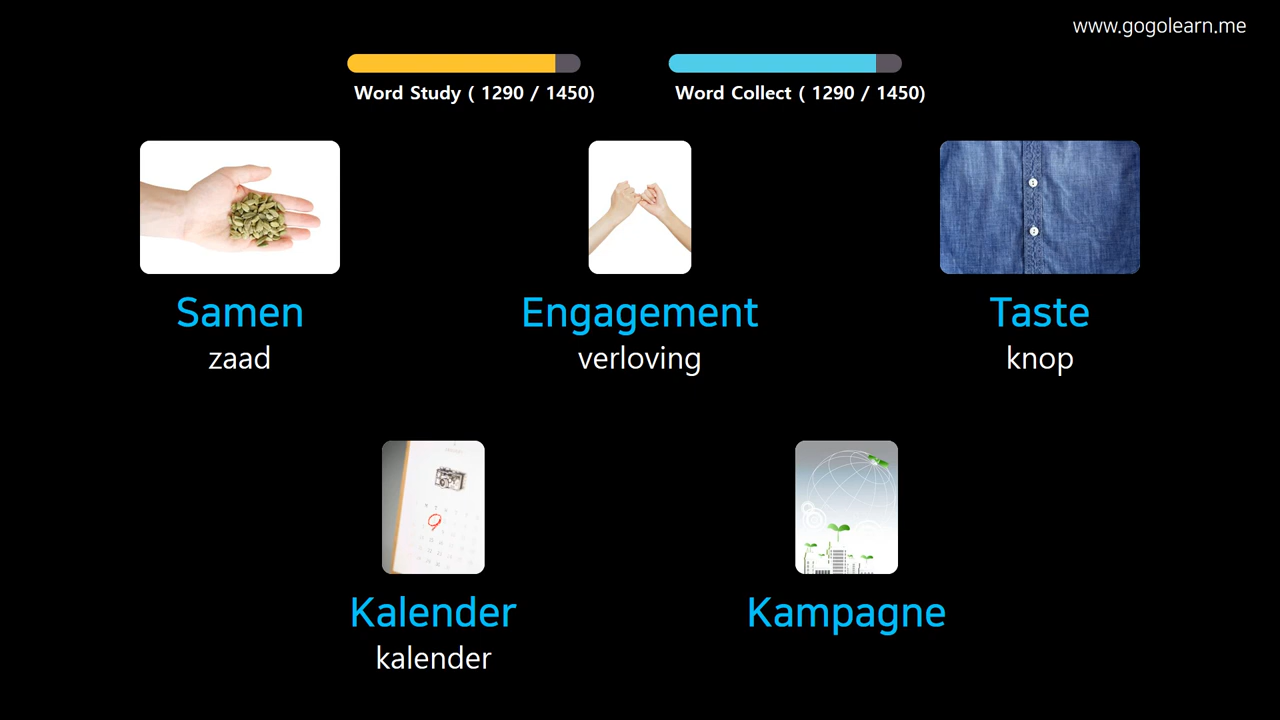 www.gogolearn.me
Word Study ( 1290 / 1450)
Word Collect ( 1290 / 1450)
Samen
zaad
Engagement
verloving
Taste
knop
Kalender
kalender
Kampagne